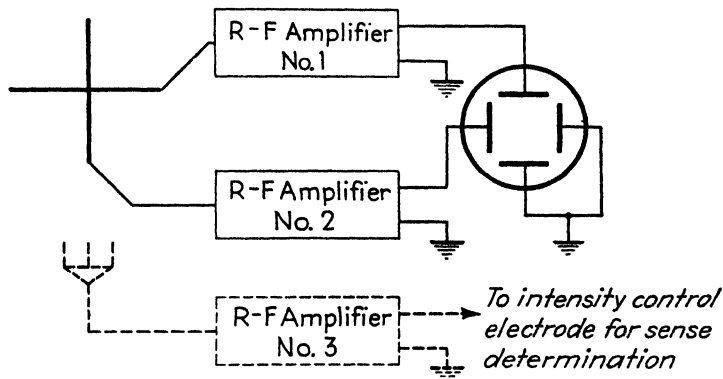 R-F Amplifier
No. 1
R-F Amplifier
No. 2
R-F Amplifier
No. 3
To intensity control
electrode for sense
determination